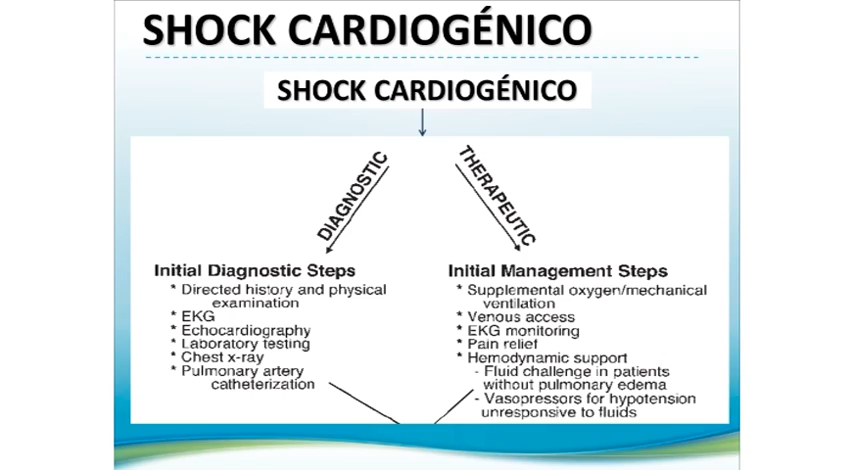 SHOCK CARDIOGÉNICO
SHOCK CARDIOGÉNICO
DIAGNOSTIC
THERAPEUTIC
Initial Diagnostic Steps
* Directed history and physical
examination
* EKG
* Echocardiography
* Laboratory testing
* Chest x-ray
* Pulmonary artery
catheterization
Initial Management Steps
* Supplemental oxygen/mechanical
ventilation
* Venous access
* EKG monitoring
* Pain relief
* Hemodynamic support
- Fluid challenge in patients
without pulmonary edema
- Vasopressors for hypotension
unresponsive to fluids